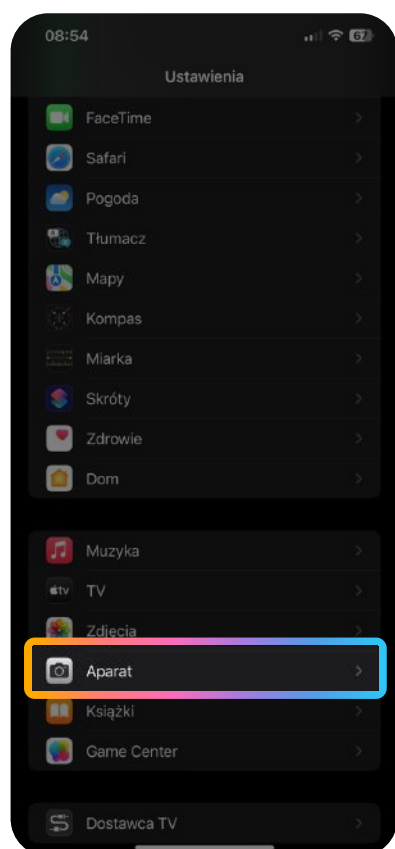 08:54
67
Ustawienia
FaceTime
Safari
Pogoda
Tłumacz
Mapy
Kompas
Miarka
Skróty
Zdrowie
Dom
Muzyka
tv
TV
Zdjęcia
Aparat
Książki
Game Center
Dostawca TV